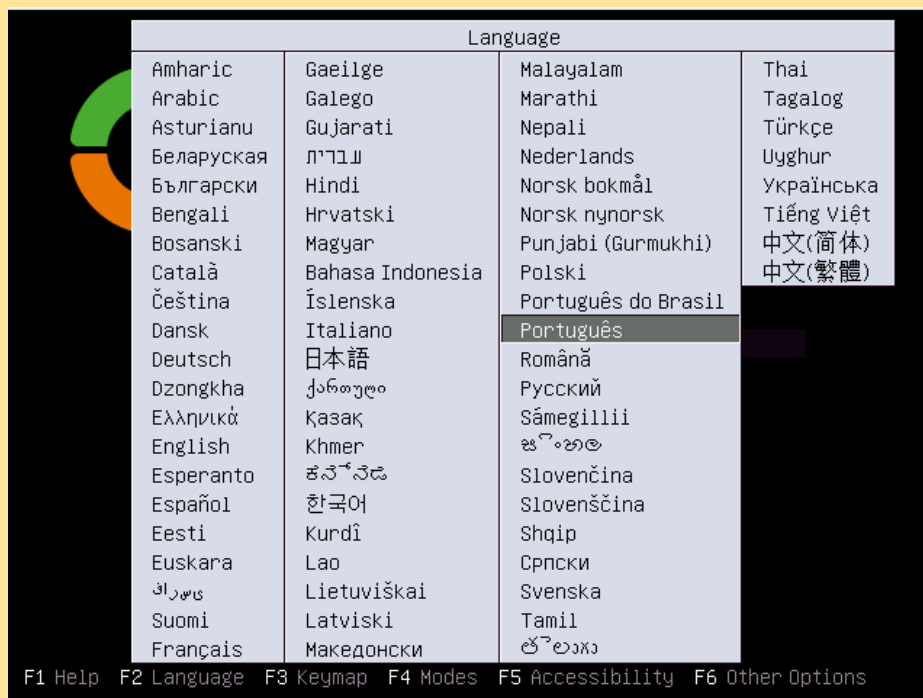 Language
Amharic
Arabic
Asturianu
Беларуская
Български
Bengali
Bosanski
Català
Čeština
Dansk
Deutsch
Dzongkha
Ελληνικά
English
Esperanto
Español
Eesti
Euskara
فارسی
Suomi
Français
Gaeilge
Galego
Gujarati
עברית
Hindi
Hrvatski
Magyar
Bahasa Indonesia
Íslenska
Italiano
日本語
ქართული
Қазақ
Khmer
ಕನ್ನಡ
한국어
Kurdî
Lao
Lietuviškai
Latviski
Македонски
Malayalam
Marathi
Nepali
Nederlands
Norsk bokmål
Norsk nynorsk
Punjabi (Gurmukhi)
Polski
Português do Brasil
Português
Română
Русский
Sámegillii
සිංහල
Slovenčina
Slovenščina
Shqip
Српски
Svenska
Tamil
తెలుగు
Thai
Tagalog
Türkçe
Uyghur
Українська
Tiếng Việt
中文(简体)
中文(繁體)
F1 Help F2 Language F3 Keymap F4 Modes F5 Accessibility F6 Other Options